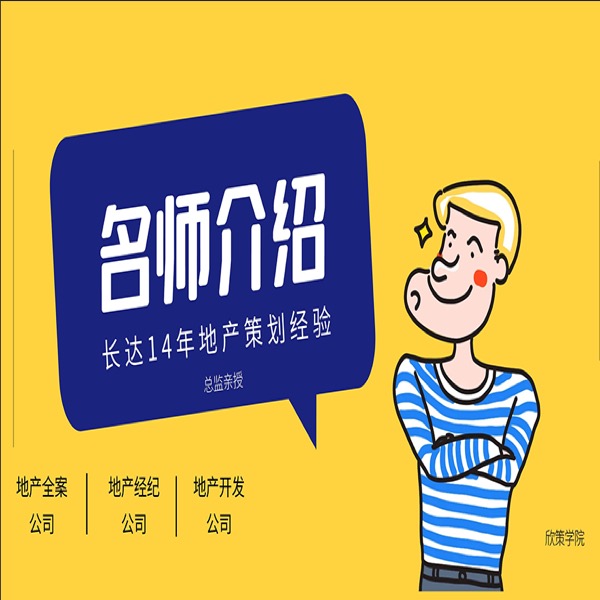 名师介绍
长达14年地产策划经验
总监亲授
地产全案 地产经纪 地产开发
公司 公司 公司
欣策学院